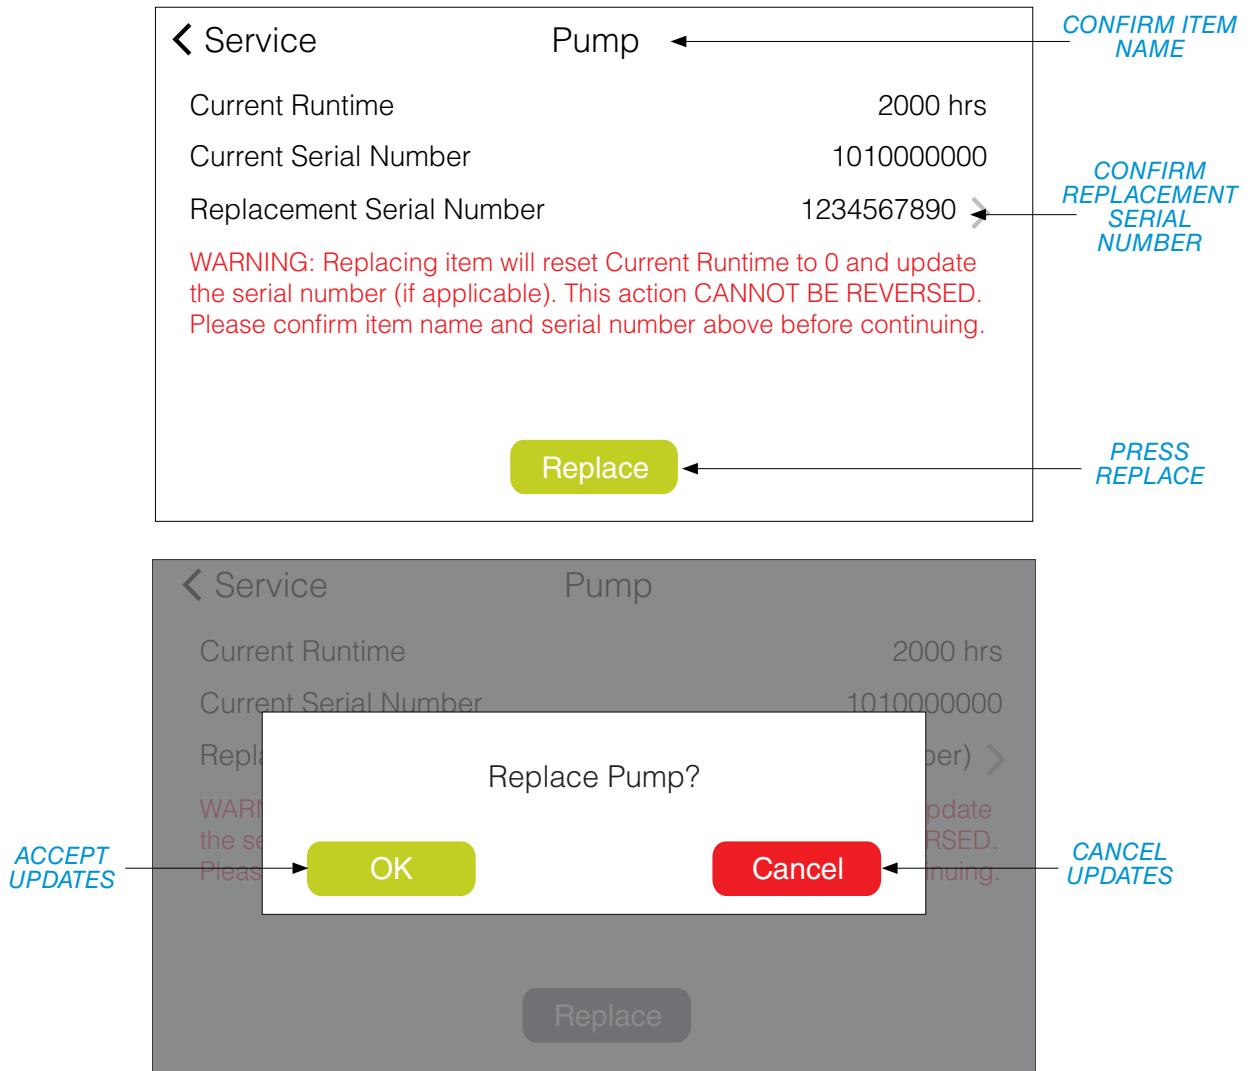 Service
Pump
CONFIRM ITEM
NAME
Current Runtime
2000 hrs
Current Serial Number
1010000000
Replacement Serial Number
1234567890
CONFIRM
REPLACEMENT
SERIAL
NUMBER
WARNING: Replacing item will reset Current Runtime to 0 and update
the serial number (if applicable). This action CANNOT BE REVERSED.
Please confirm item name and serial number above before continuing.
Replace
PRESS
REPLACE
Service
Pump
Current Runtime
2000 hrs
Current Serial Number
1010000000
Repla
ber)
Replace Pump?
WARN
pdate
the se
RSED.
Pleas
inuing.
ACCEPT
UPDATES
OK
Cancel
CANCEL
UPDATES
Replace